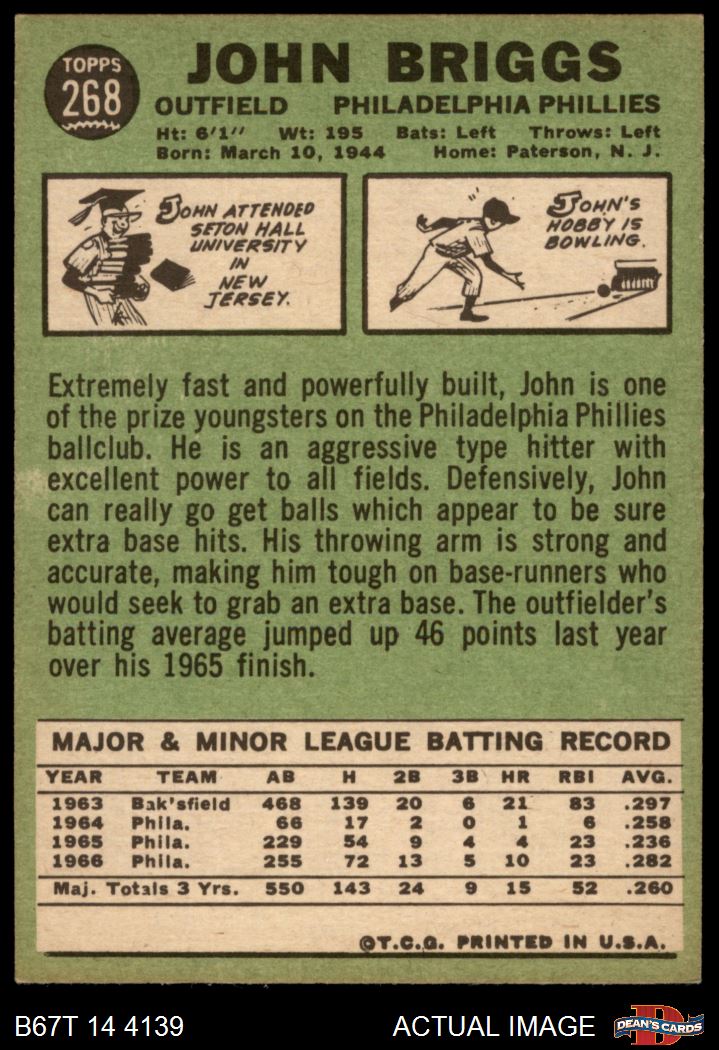 TOPPS
268
JOHN BRIGGS
OUTFIELD PHILADELPHIA PHILLIES
Ht: 6'1" Wt: 195 Bats: Left Throws: Left
Born: March 10, 1944 Home: Paterson, N. J.
JOHN ATTENDED
SETON HALL
UNIVERSITY
IN
NEW
JERSEY.
JOHN'S
HOBBY IS
BOWLING.
Extremely fast and powerfully built, John is one
of the prize youngsters on the Philadelphia Phillies
ballclub. He is an aggressive type hitter with
excellent power to all fields. Defensively, John
can really go get balls which appear to be sure
extra base hits. His throwing arm is strong and
accurate, making him tough on base-runners who
would seek to grab an extra base. The outfielder's
batting average jumped up 46 points last year
over his 1965 finish.
MAJOR & MINOR LEAGUE BATTING RECORD
YEAR TEAM AB H 2B 3B HR RBI AVG.
1963 Bak'sfield 468 139 20 6 21 83 .297
1964 Phila. 66 17 2 0 1 6 .258
1965 Phila. 229 54 9 4 4 23 .236
1966 Phila. 255 72 13 5 10 23 .282
Maj. Totals 3 Yrs. 550 143 24 9 15 52 .260
©T.C.G. PRINTED IN U.S.A.
B67T 14 4139 ACTUAL IMAGE
D
DEAN'S CARDS